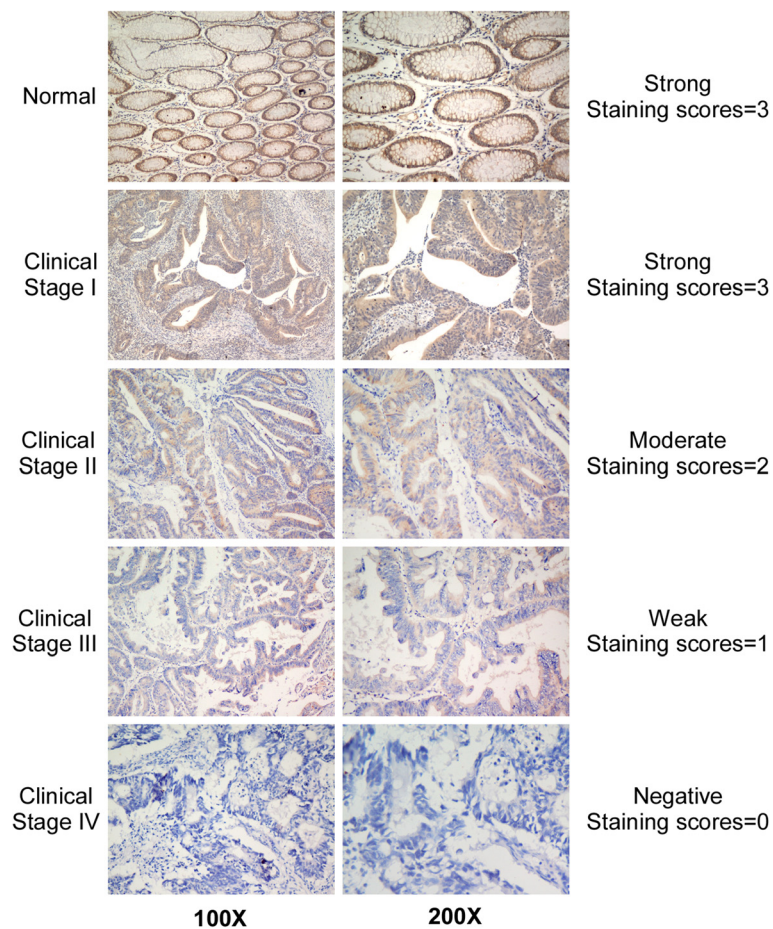 Normal
Strong
Staining scores=3
Clinical
Stage I
Strong
Staining scores=3
Clinical
Stage II
Moderate
Staining scores=2
Clinical
Stage III
Weak
Staining scores=1
Clinical
Stage IV
Negative
Staining scores=0
100X
200X